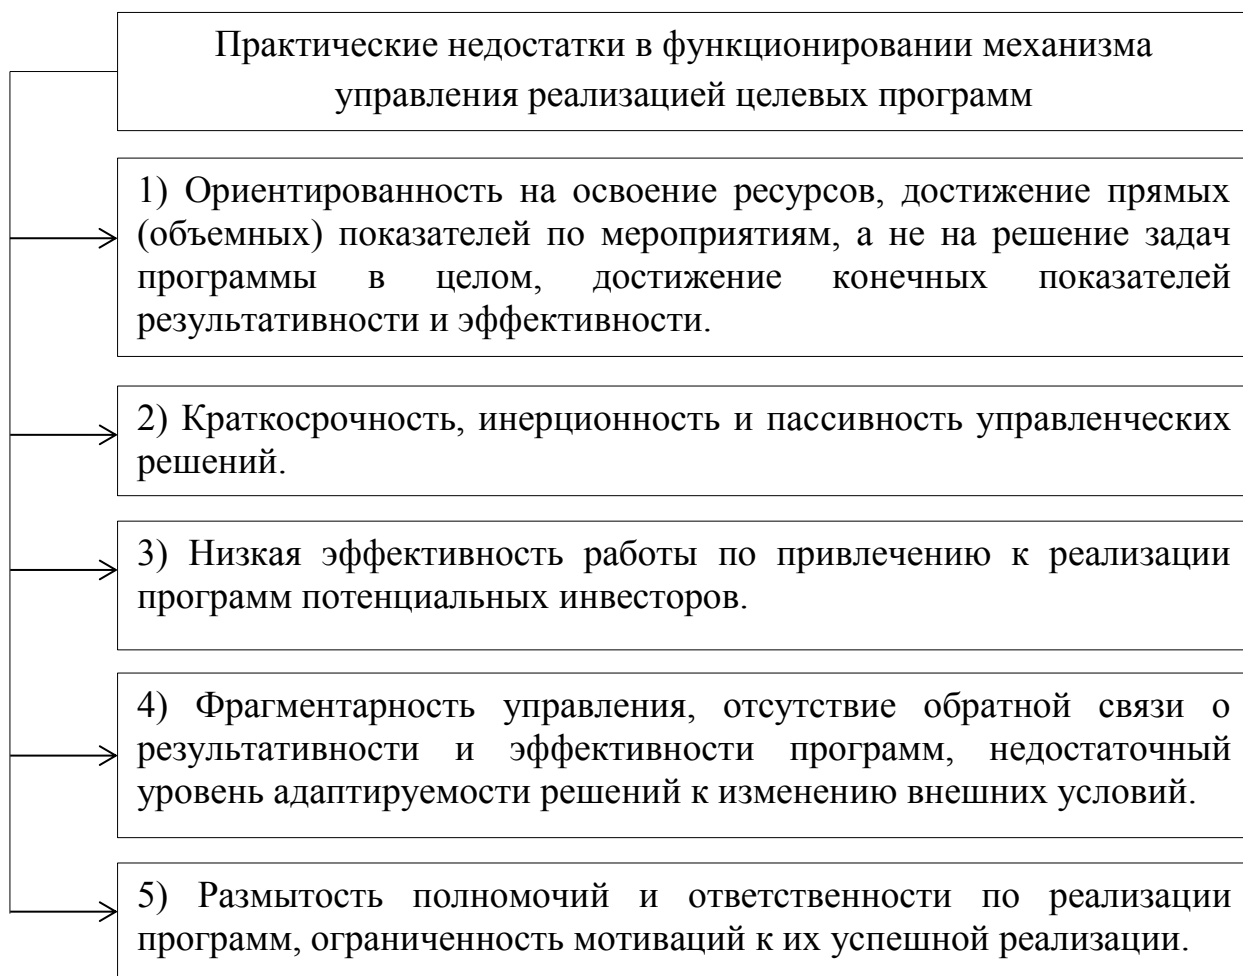 Практические недостатки в функционировании механизма
управления реализацией целевых программ
1) Ориентированность на освоение ресурсов, достижение прямых
(объемных) показателей по мероприятиям, а не на решение задач
программы в целом, достижение конечных показателей
результативности и эффективности.
2) Краткосрочность, инерционность и пассивность управленческих
решений.
3) Низкая эффективность работы по привлечению к реализации
программ потенциальных инвесторов.
4) Фрагментарность управления, отсутствие обратной связи о
результативности и эффективности программ, недостаточный
уровень адаптируемости решений к изменению внешних условий.
5) Размытость полномочий и ответственности по реализации
программ, ограниченность мотиваций к их успешной реализации.